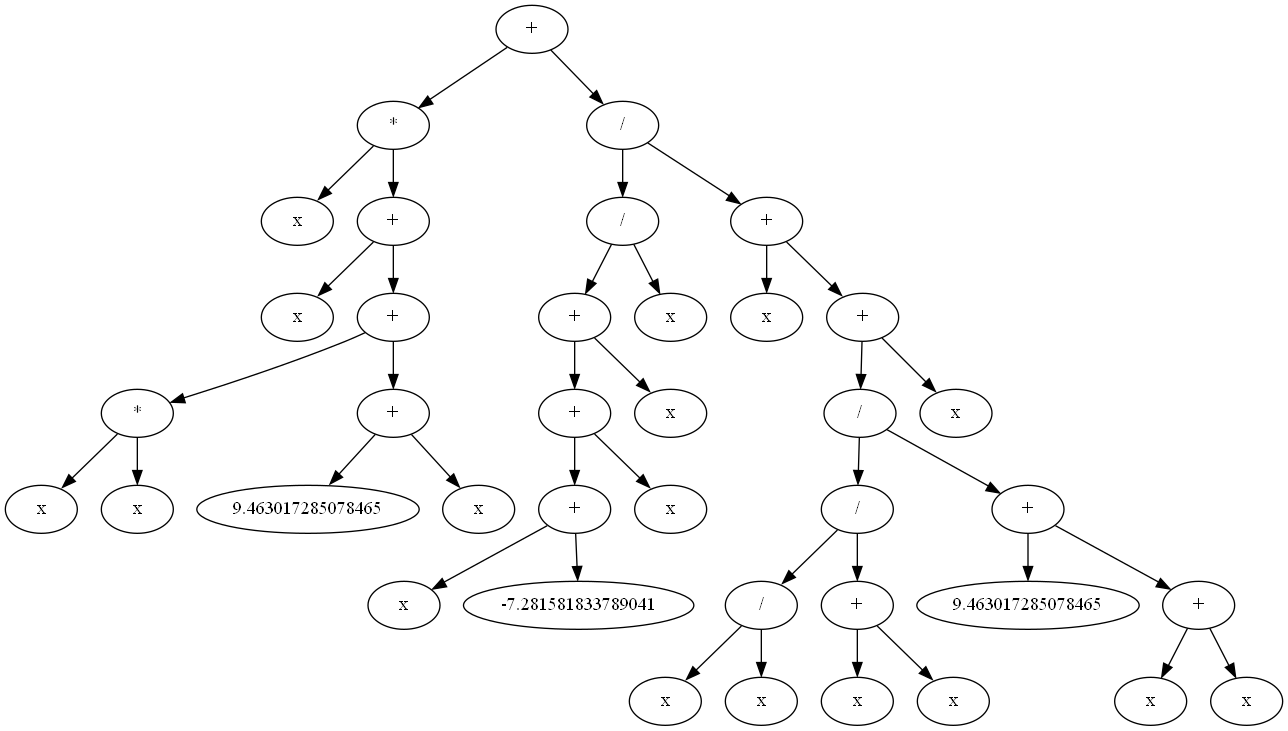 +
* /
x + / +
x + + x x +
* + + x / x
x x 9.463017285078465 x + x / +
x -7.281581833789041 / + 9.463017285078465 +
x x x x x x